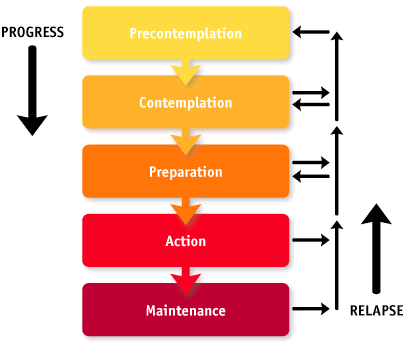 Precontemplation
PROGRESS
Contemplation
Preparation
Action
Maintenance
RELAPSE